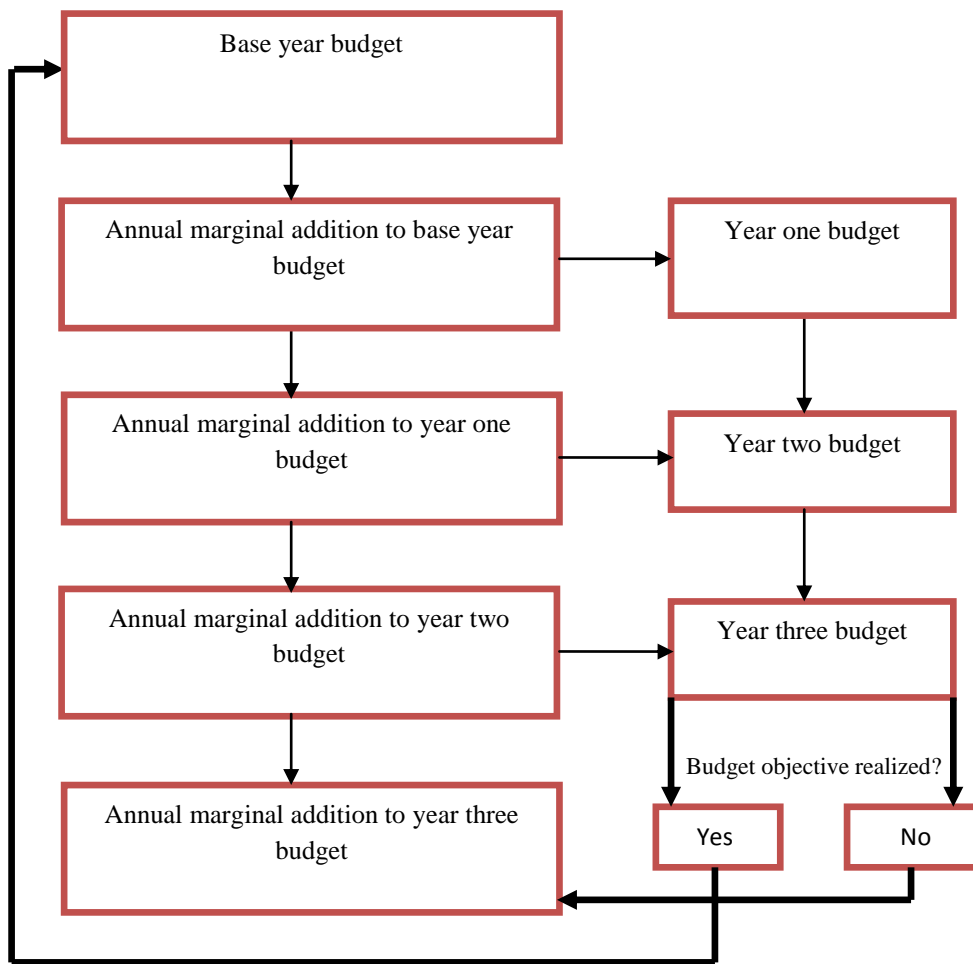 Base year budget
Annual marginal addition to base year
budget
Year one budget
Annual marginal addition to year one
budget
Year two budget
Annual marginal addition to year two
budget
Year three budget
Budget objective realized?
Annual marginal addition to year three
budget
Yes
No